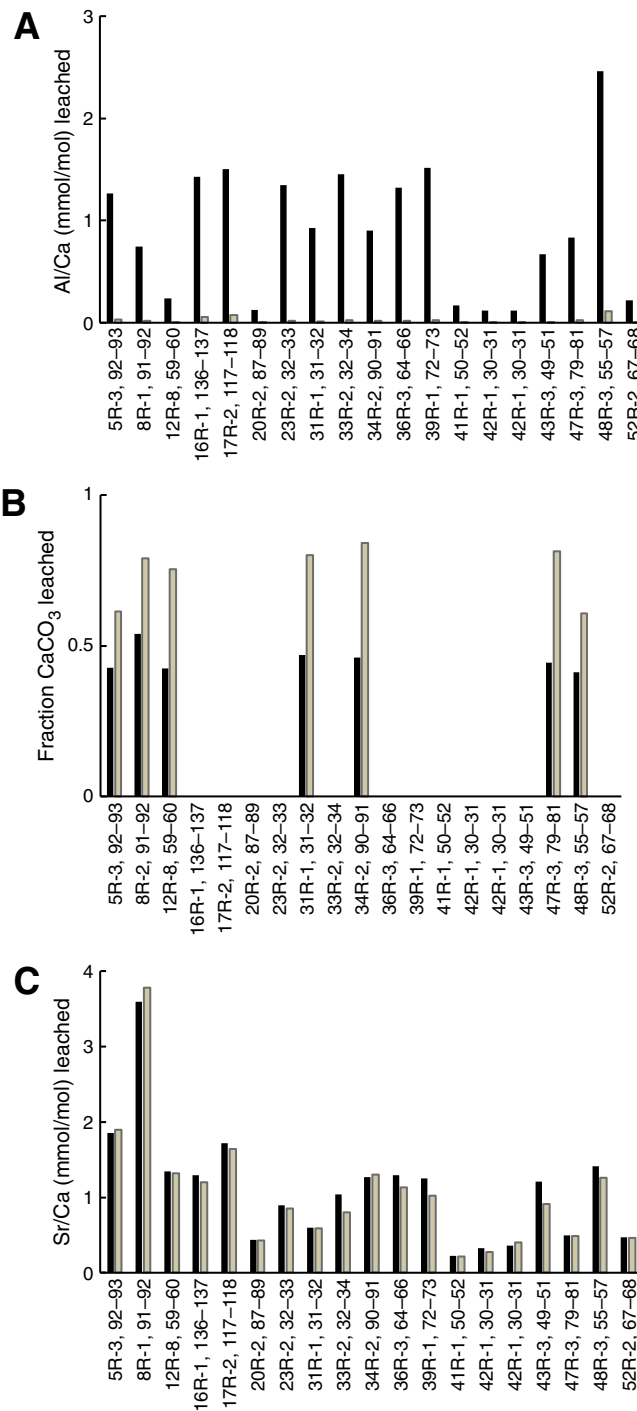 A
Al/Ca (mmol/mol) leached
3
2
1
0
5R-3, 92–93
8R-1, 91–92
12R-8, 59–60
16R-1, 136–137
17R-2, 117–118
20R-2, 87–89
23R-2, 32–33
31R-1, 31–32
33R-2, 32–34
34R-2, 90–91
36R-3, 64–66
39R-1, 72–73
41R-1, 50–52
42R-1, 30–31
42R-1, 30–31
43R-3, 49–51
47R-3, 79–81
48R-3, 55–57
52R-2, 67–68
B
Fraction CaCO3 leached
1
0.5
0
5R-3, 92–93
8R-2, 91–92
12R-8, 59–60
16R-1, 136–137
17R-2, 117–118
20R-2, 87–89
23R-2, 32–33
31R-1, 31–32
33R-2, 32–34
34R-2, 90–91
36R-3, 64–66
39R-1, 72–73
41R-1, 50–52
42R-1, 30–31
42R-1, 30–31
43R-3, 49–51
47R-3, 79–81
48R-3, 55–57
52R-2, 67–68
C
Sr/Ca (mmol/mol) leached
4
3
2
1
0
5R-3, 92–93
8R-1, 91–92
12R-8, 59–60
16R-1, 136–137
17R-2, 117–118
20R-2, 87–89
23R-2, 32–33
31R-1, 31–32
33R-2, 32–34
34R-2, 90–91
36R-3, 64–66
39R-1, 72–73
41R-1, 50–52
42R-1, 30–31
42R-1, 30–31
43R-3, 49–51
47R-3, 79–81
48R-3, 55–57
52R-2, 67–68